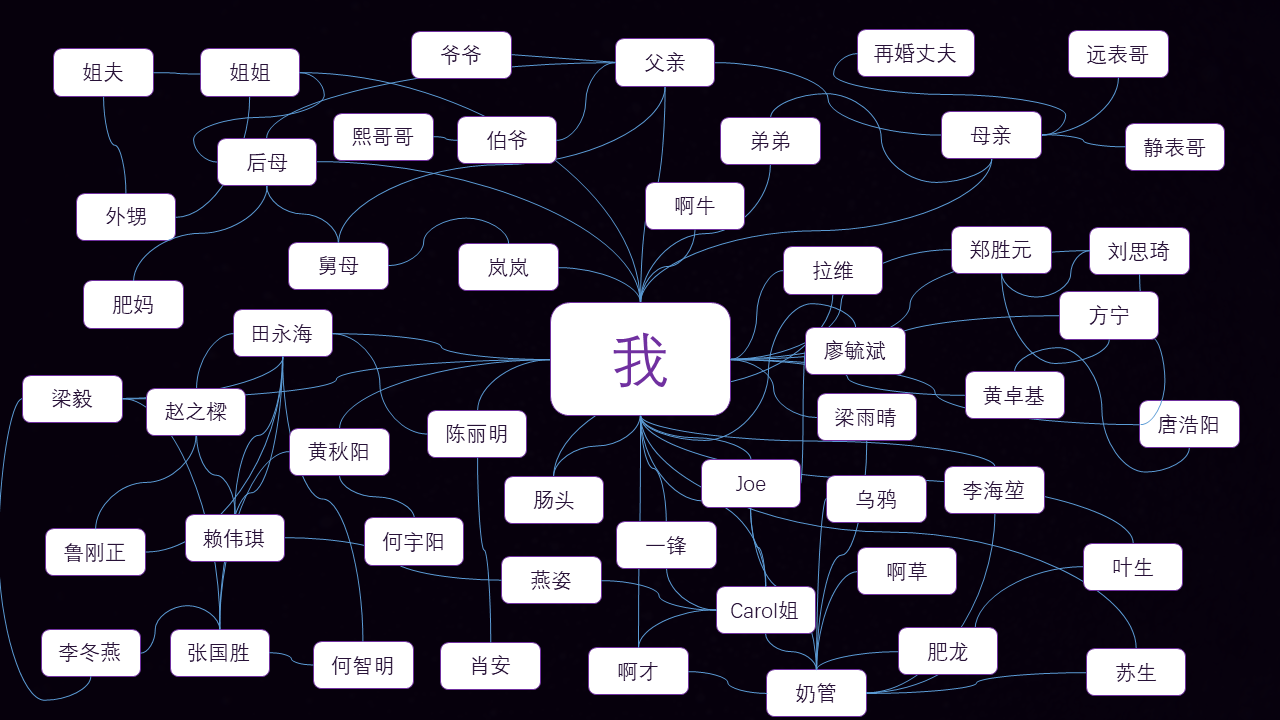 爷爷
父亲
再婚丈夫
远表哥
姐夫
姐姐
熙哥哥
伯爷
弟弟
母亲
静表哥
后母
外甥
啊牛
舅母
岚岚
拉维
郑胜元
刘思琦
肥妈
田永海
我
廖毓斌
方宁
梁毅
赵之樑
黄秋阳
陈丽明
梁雨晴
黄卓基
唐浩阳
肠头
Joe
乌鸦
李海堃
鲁刚正
赖伟琪
何宇阳
一锋
燕姿
啊草
叶生
Carol姐
李冬燕
张国胜
何智明
肖安
啊才
肥龙
奶管
苏生